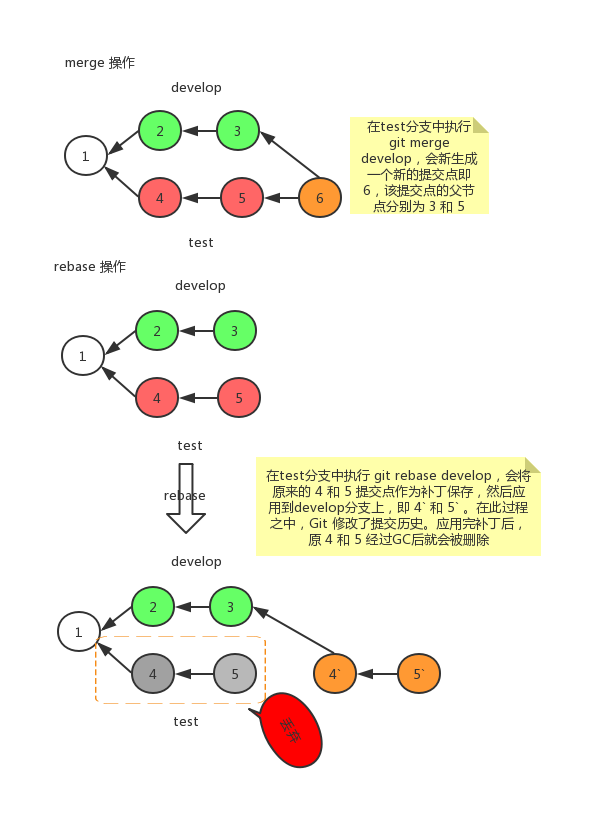 merge 操作
develop
2
3
1
4
5
6
在test分支中执行
git merge
develop，会新生成
一个新的提交点即
6，该提交点的父节
点分别为 3 和 5
test
rebase 操作
develop
2
3
1
4
5
test
rebase
在test分支中执行 git rebase develop，会将
原来的 4 和 5 提交点作为补丁保存，然后应
用到develop分支上，即 4` 和 5` 。在此过程
之中，Git 修改了提交历史。应用完补丁后，
原 4 和 5 经过GC后就会被删除
develop
2
3
1
4
5
4`
5`
test
丢弃